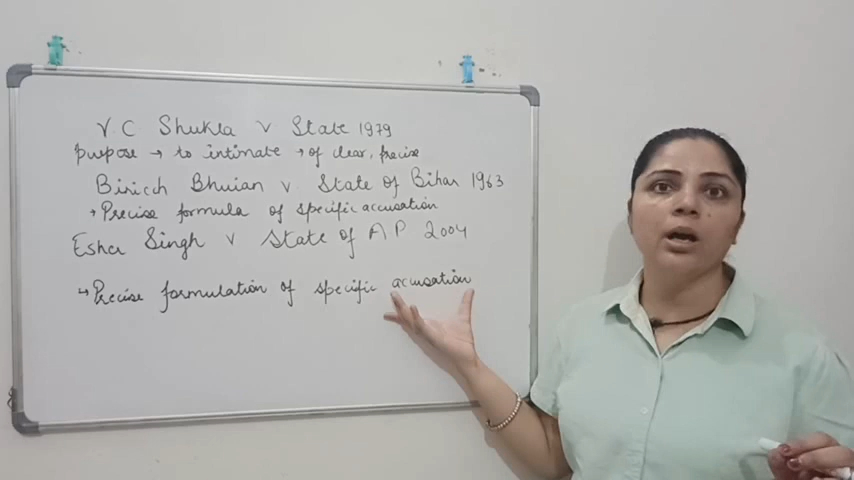 V.C Shukla v State 1979
Purpose → to intimate → of clear, precise
Biricch Bhuian v. State of Bihar 1963
→ Precise formula of specific accusation
Esher Singh v State of A P 2004
↳ Precise formulation of specific accusation